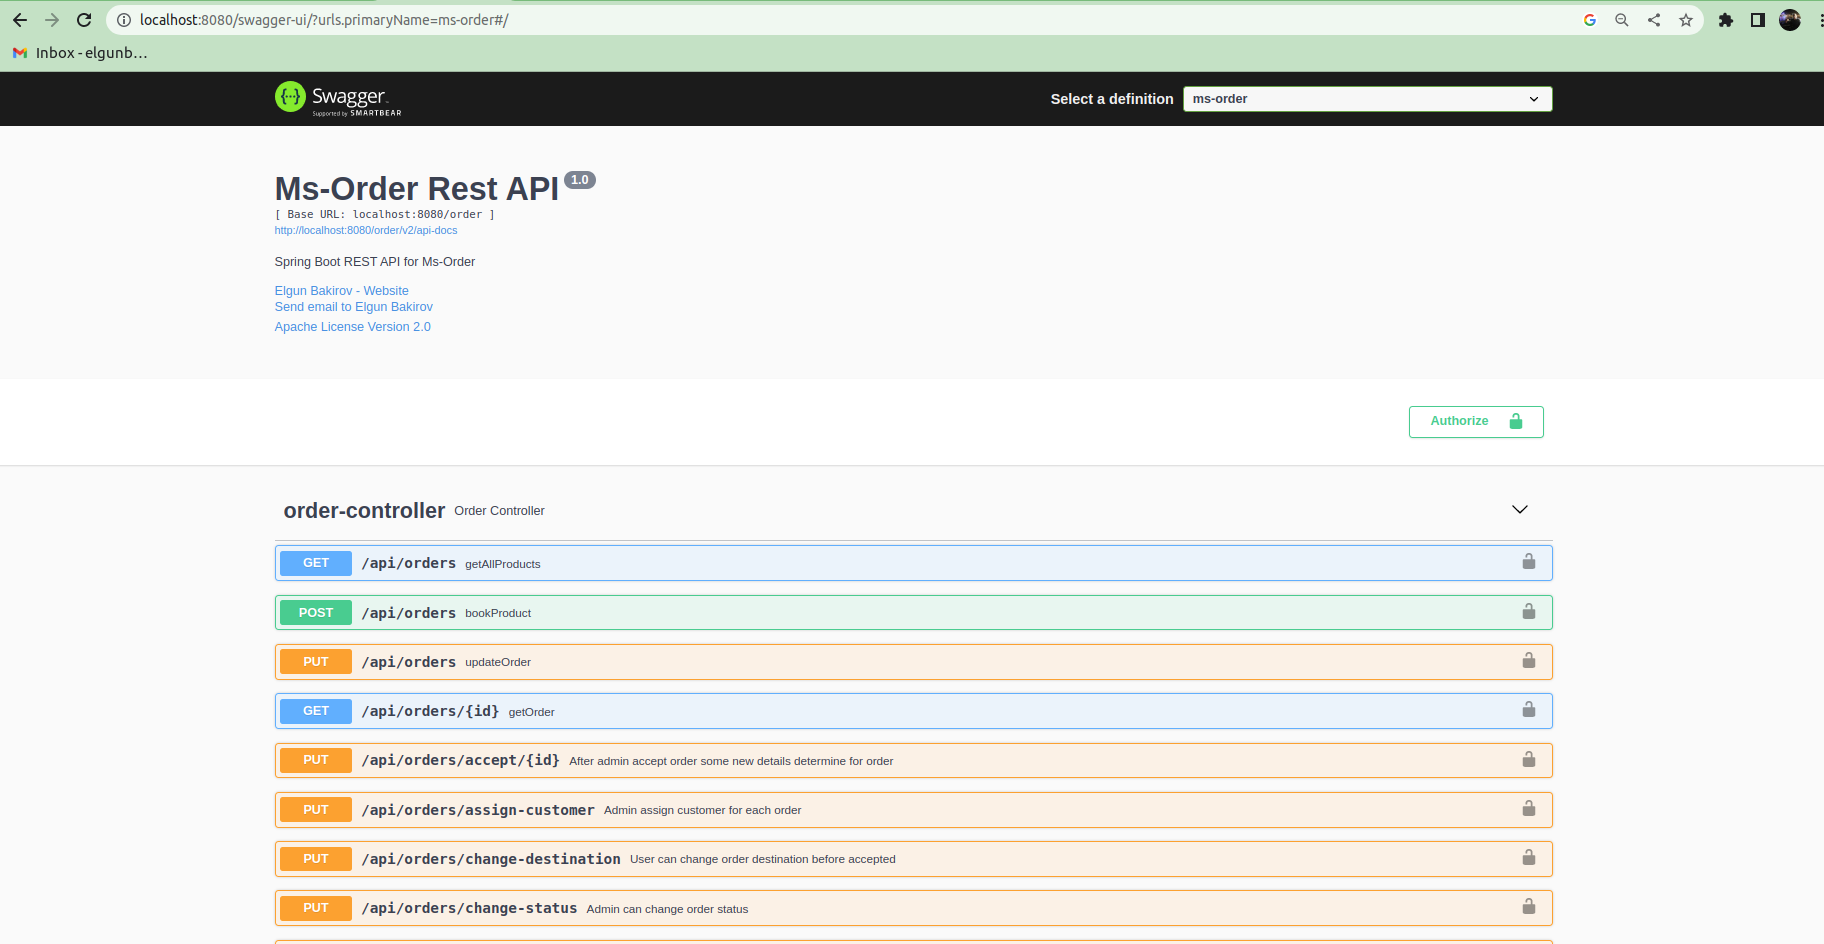 localhost:8080/swagger-ui/?urls.primaryName=ms-order#/
Inbox - elgunb...
Swagger
Supported by SMARTBEAR
Select a definition
ms-order
Ms-Order Rest API 1.0
[ Base URL: localhost:8080/order ]
http://localhost:8080/order/v2/api-docs
Spring Boot REST API for Ms-Order
Elgun Bakirov - Website
Send email to Elgun Bakirov
Apache License Version 2.0
Authorize
order-controller Order Controller
GET /api/orders getAllProducts
POST /api/orders bookProduct
PUT /api/orders updateOrder
GET /api/orders/{id} getOrder
PUT /api/orders/accept/{id} After admin accept order some new details determine for order
PUT /api/orders/assign-customer Admin assign customer for each order
PUT /api/orders/change-destination User can change order destination before accepted
PUT /api/orders/change-status Admin can change order status